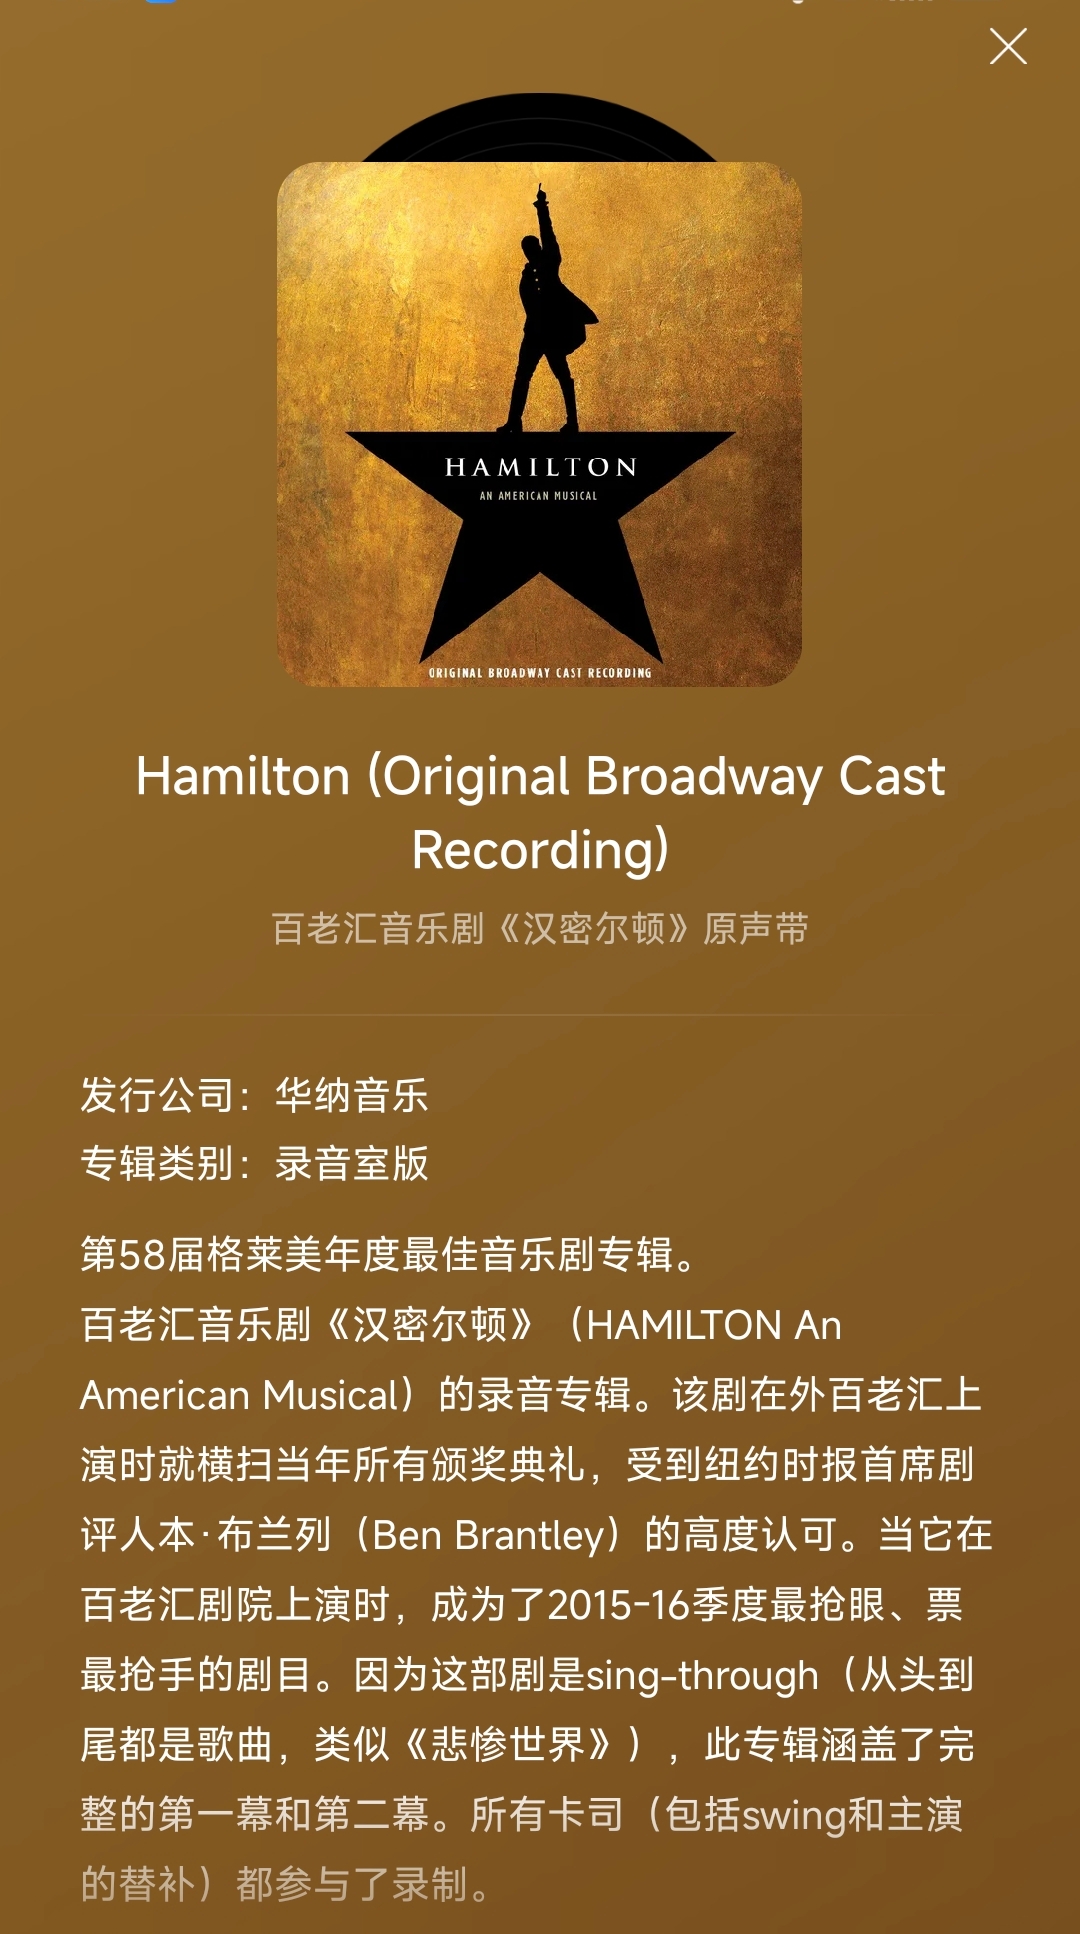 HAMILTON
AN AMERICAN MUSICAL
ORIGINAL BROADWAY CAST RECORDING
Hamilton (Original Broadway Cast
Recording)
百老汇音乐剧《汉密尔顿》原声带
发行公司：华纳音乐
专辑类别：录音室版
第58届格莱美年度最佳音乐剧专辑。
百老汇音乐剧《汉密尔顿》（HAMILTON An
American Musical）的录音专辑。该剧在外百老汇上
演时就横扫当年所有颁奖典礼，受到纽约时报首席剧
评人本·布兰列（Ben Brantley）的高度认可。当它在
百老汇剧院上演时，成为了2015-16季度最抢眼、票
最抢手的剧目。因为这部剧是sing-through（从头到
尾都是歌曲，类似《悲惨世界》），此专辑涵盖了完
整的第一幕和第二幕。所有卡司（包括swing和主演
的替补）都参与了录制。